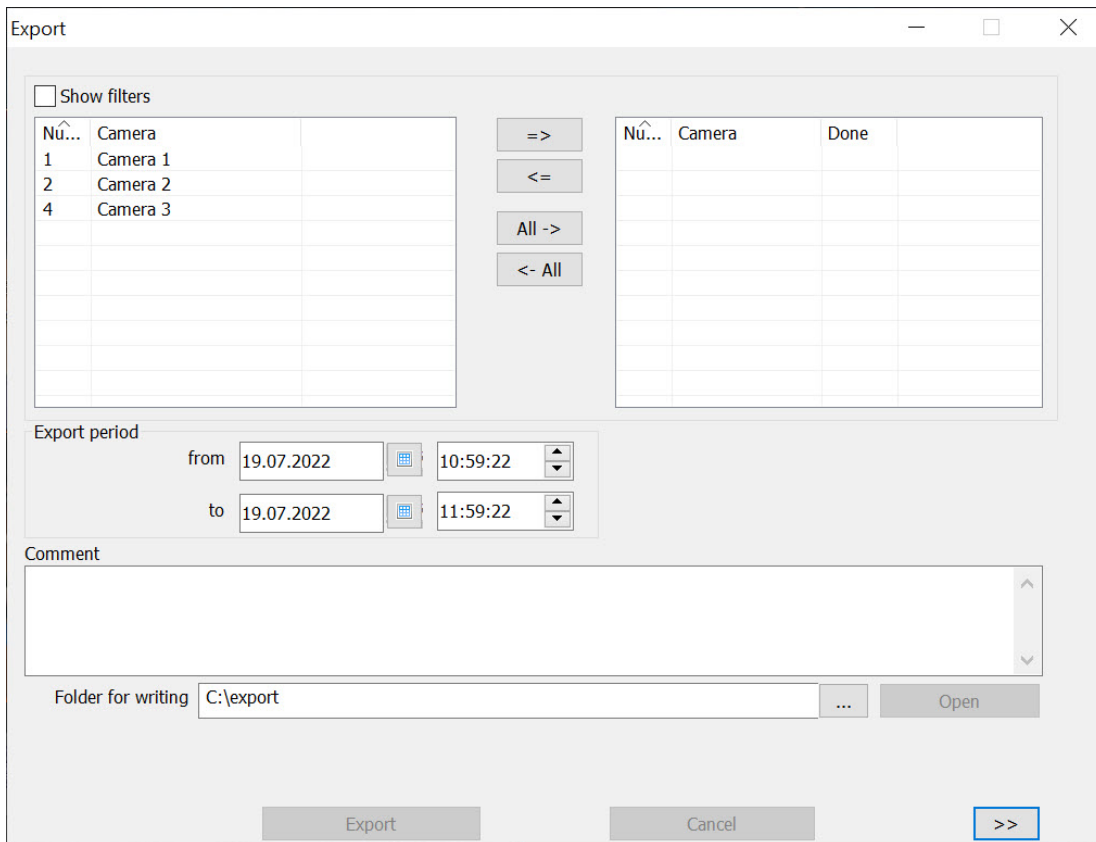 Export
Show filters
Nu... Camera
1 Camera 1
2 Camera 2
4 Camera 3
=>
<=
All ->
<- All
Nu... Camera Done
Export period
from 19.07.2022 10:59:22
to 19.07.2022 11:59:22
Comment
Folder for writing C:\export ... Open
Export Cancel >>